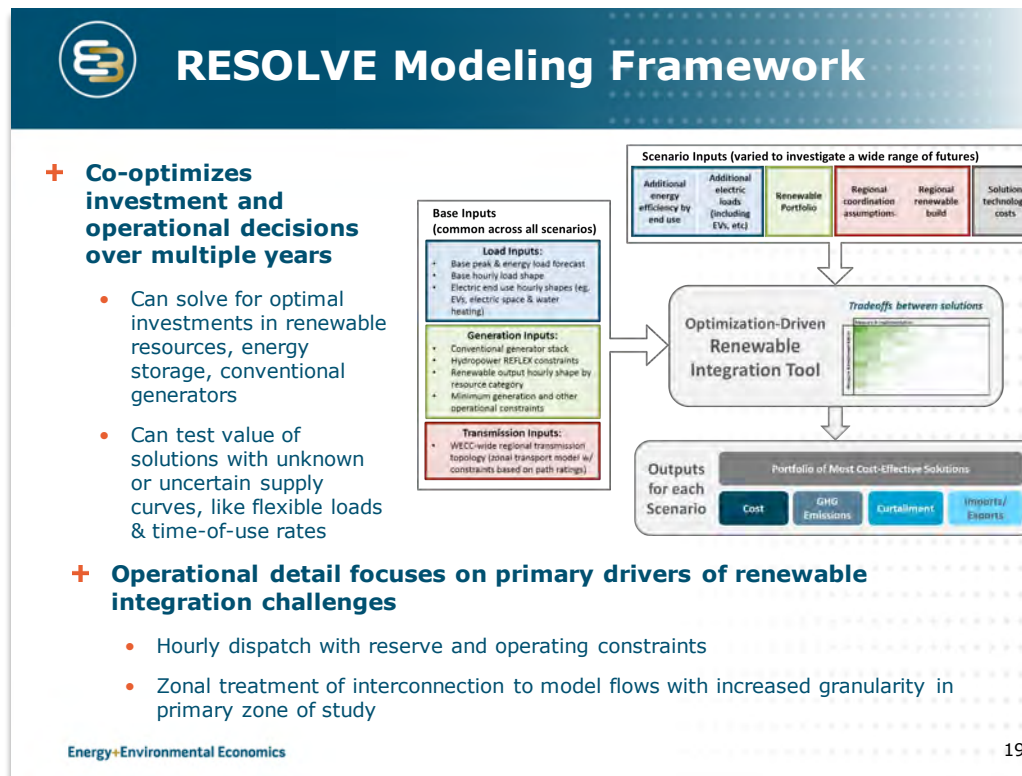 RESOLVE Modeling Framework
+ Co-optimizes
investment and
operational decisions
over multiple years
• Can solve for optimal
investments in renewable
resources, energy
storage, conventional
generators
• Can test value of
solutions with unknown
or uncertain supply
curves, like flexible loads
& time-of-use rates
Base Inputs
(common across all scenarios)
Load Inputs:
• Base peak & energy load forecast
• Base hourly load shape
• Electric end use hourly shapes (eg,
EVs, electric space & water
heating)
Generation Inputs:
• Conventional generator stack
• Hydropower REFLEX constraints
• Renewable output hourly shape by
resource category
• Minimum generation and other
operational constraints
Transmission Inputs:
• WECC-wide regional transmission
topology (zonal transport model w/
constraints based on path ratings)
Scenario Inputs (varied to investigate a wide range of futures)
Additional
energy
efficiency by
end use
Additional
electric
loads
(including
EVs, etc)
Renewable
Portfolio
Regional
coordination
assumptions
Regional
renewable
build
Solution
technolog
costs
Optimization-Driven
Renewable
Integration Tool
Tradeoffs between solutions
Outputs
for each
Scenario
Portfolio of Most Cost-Effective Solutions
Cost
GHG
Emissions
Curtailment
Imports/
Exports
+ Operational detail focuses on primary drivers of renewable
integration challenges
• Hourly dispatch with reserve and operating constraints
• Zonal treatment of interconnection to model flows with increased granularity in
primary zone of study
Energy+Environmental Economics
19